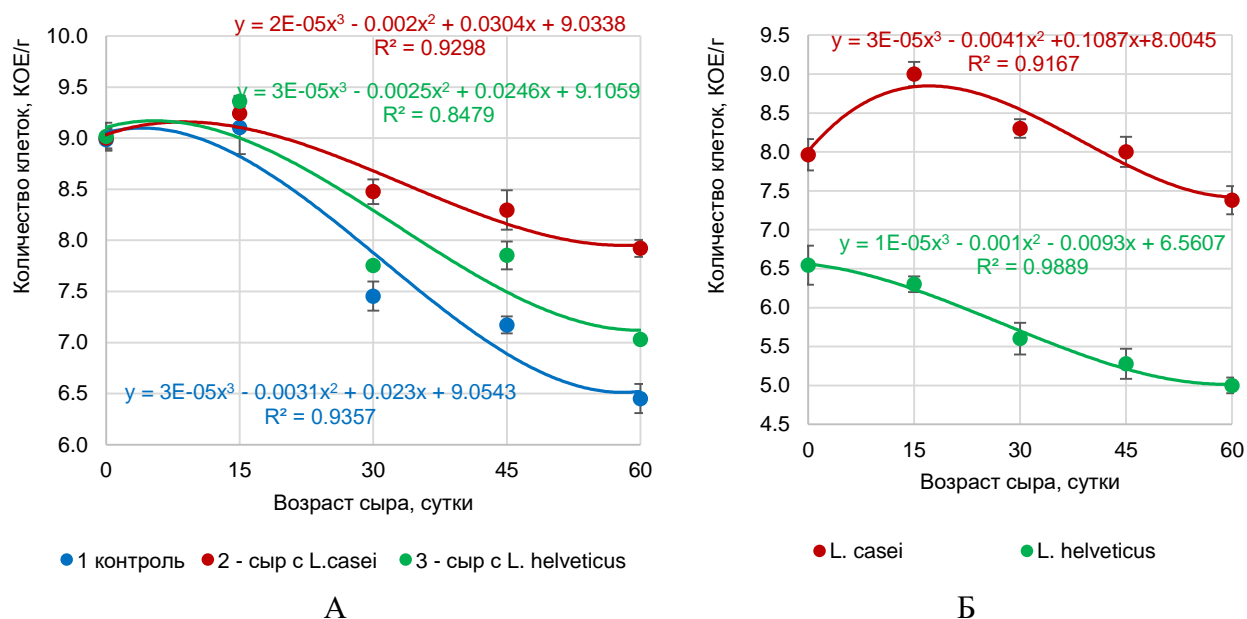 y = 2E-05x³ - 0.002x² + 0.0304x + 9.0338
R² = 0.9298
y = 3E-05x³ - 0.0025x² + 0.0246x + 9.1059
R² = 0.8479
y = 3E-05x³ - 0.0031x² + 0.023x + 9.0543
R² = 0.9357
Количество клеток, КОЕ/г
10.0
9.5
9.0
8.5
8.0
7.5
7.0
6.5
6.0
0 15 30 45 60
Возраст сыра, сутки
1 контроль 2 - сыр с L.casei 3 - сыр с L. helveticus
А
y = 3E-05x³ - 0.0041x² +0.1087x+8.0045
R² = 0.9167
y = 1E-05x³ - 0.001x² - 0.0093x + 6.5607
R² = 0.9889
Количество клеток, КОЕ/г
9.5
9.0
8.5
8.0
7.5
7.0
6.5
6.0
5.5
5.0
4.5
0 15 30 45 60
Возраст сыра, сутки
L. casei L. helveticus
Б